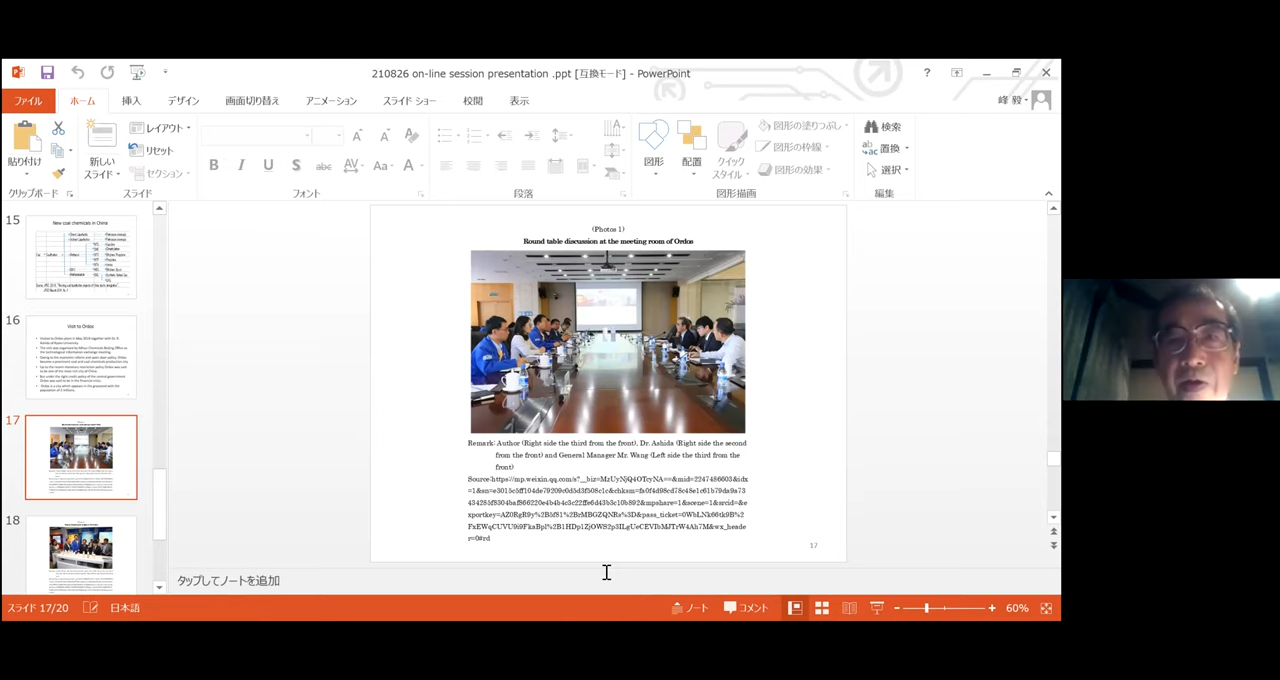 210826 on-line session presentation .ppt [互換モード] - PowerPoint
ファイル
ホーム
挿入
デザイン
画面切り替え
アニメーション
スライド ショー
校閲
表示
峰 毅
貼り付け
新しい
スライド
レイアウト
リセット
セクション
B I U S abc AV Aa A
図形
配置
クイック
スタイル
図形の塗りつぶし
図形の枠線
図形の効果
検索
置換
選択
クリップボード
スライド
フォント
段落
図形描画
編集
15
New coal chemicals in China
16
Visit to Ordos
17
18
(Photos 1)
Round table discussion at the meeting room of Ordos
Remark: Author (Right side the third from the front), Dr. Ashida (Right side the second
from the front) and General Manager Mr. Wang (Left side the third from the
front)
17
タップしてノートを追加
スライド 17/20
日本語
ノート
コメント
60%